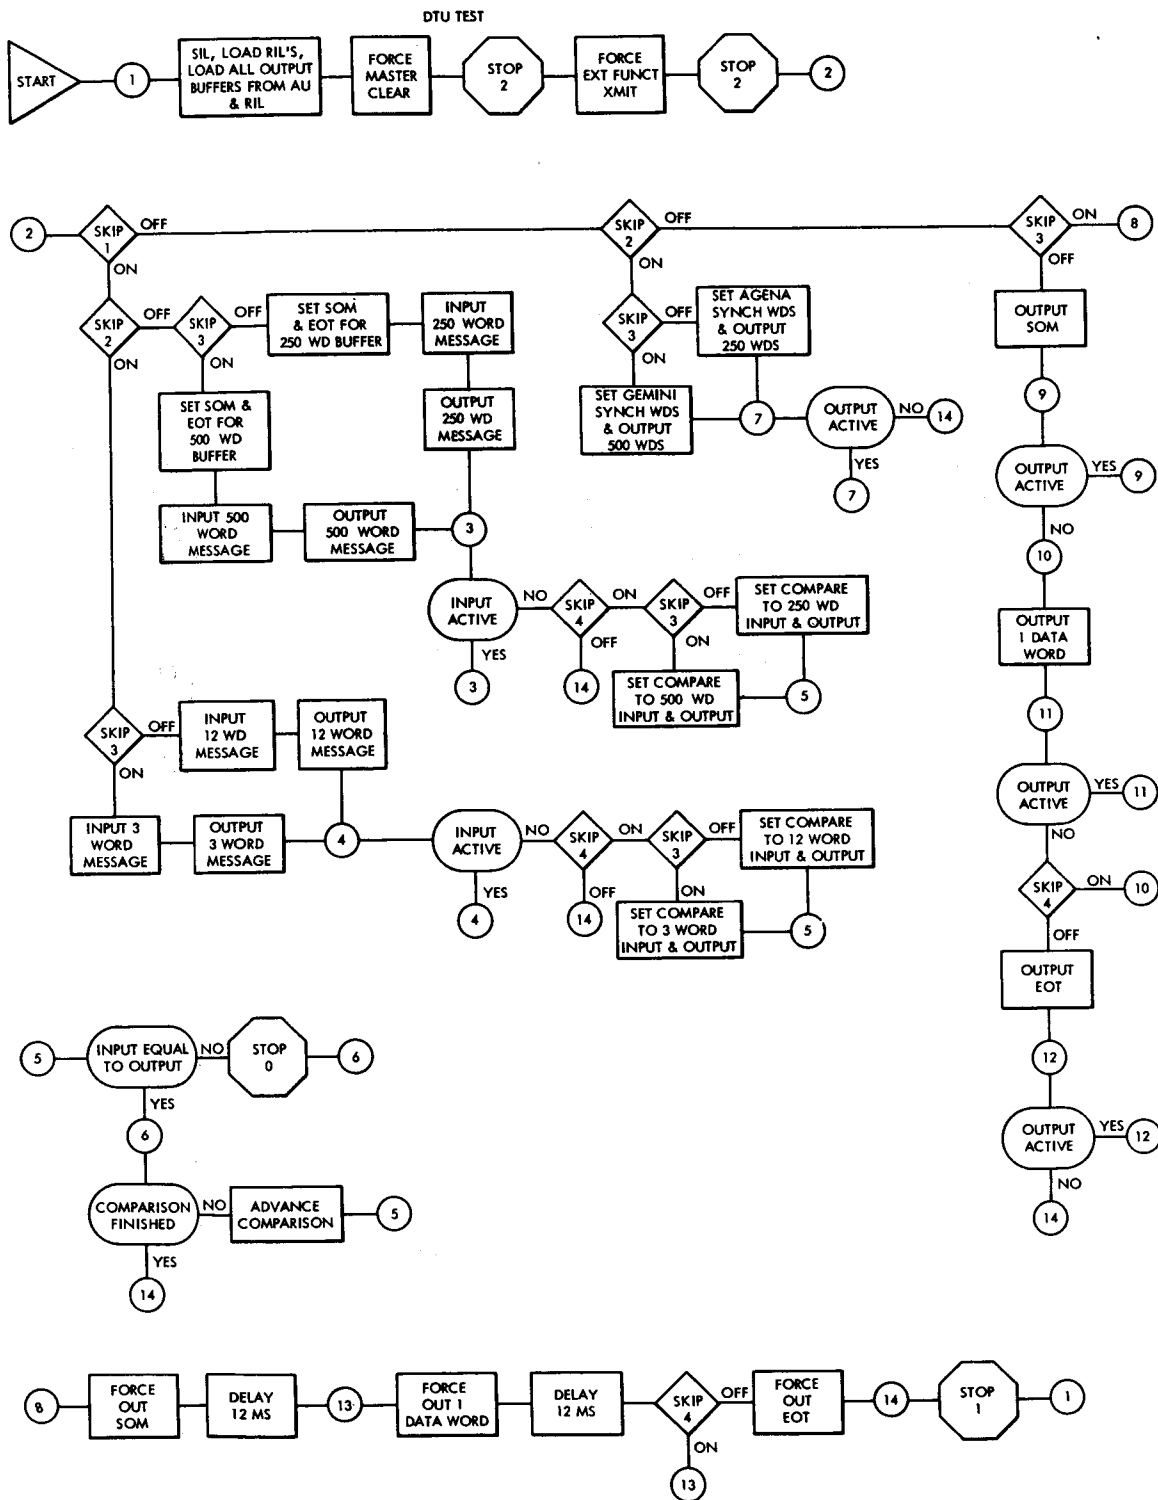 DTU TEST
START
1
SIL, LOAD RIL'S,
LOAD ALL OUTPUT
BUFFERS FROM AU
& RIL
FORCE
MASTER
CLEAR
STOP
2
FORCE
EXT FUNCT
XMIT
STOP
2
2
2
SKIP
1
OFF
ON
SKIP
2
OFF
ON
SKIP
3
ON
OFF
8
SKIP
2
OFF
ON
SKIP
3
OFF
ON
SET SOM
& EOT FOR
250 WD BUFFER
INPUT
250 WORD
MESSAGE
OUTPUT
250 WD
MESSAGE
SET SOM &
EOT FOR
500 WD
BUFFER
INPUT 500
WORD
MESSAGE
OUTPUT
500 WORD
MESSAGE
3
INPUT
ACTIVE
YES
3
NO
SKIP
4
OFF
14
ON
SKIP
3
OFF
ON
SET COMPARE
TO 250 WD
INPUT & OUTPUT
SET COMPARE
TO 500 WD
INPUT & OUTPUT
5
SKIP
3
OFF
ON
SET AGENA
SYNCH WDS
& OUTPUT
250 WDS
SET GEMINI
SYNCH WDS
& OUTPUT
500 WDS
7
OUTPUT
ACTIVE
NO
14
YES
7
OUTPUT
SOM
9
OUTPUT
ACTIVE
YES
9
NO
10
OUTPUT
1 DATA
WORD
11
OUTPUT
ACTIVE
YES
11
NO
SKIP
4
ON
10
OFF
OUTPUT
EOT
12
OUTPUT
ACTIVE
YES
12
NO
14
SKIP
3
OFF
ON
INPUT
12 WD
MESSAGE
OUTPUT
12 WORD
MESSAGE
INPUT 3
WORD
MESSAGE
OUTPUT
3 WORD
MESSAGE
4
INPUT
ACTIVE
YES
4
NO
SKIP
4
OFF
14
ON
SKIP
3
OFF
ON
SET COMPARE
TO 12 WORD
INPUT & OUTPUT
SET COMPARE
TO 3 WORD
INPUT & OUTPUT
5
5
INPUT EQUAL
TO OUTPUT
NO
STOP
0
6
YES
6
COMPARISON
FINISHED
NO
ADVANCE
COMPARISON
5
YES
14
8
FORCE
OUT
SOM
DELAY
12 MS
13
FORCE
OUT 1
DATA WORD
DELAY
12 MS
SKIP
4
OFF
ON
13
FORCE
OUT
EOT
14
STOP
1
1